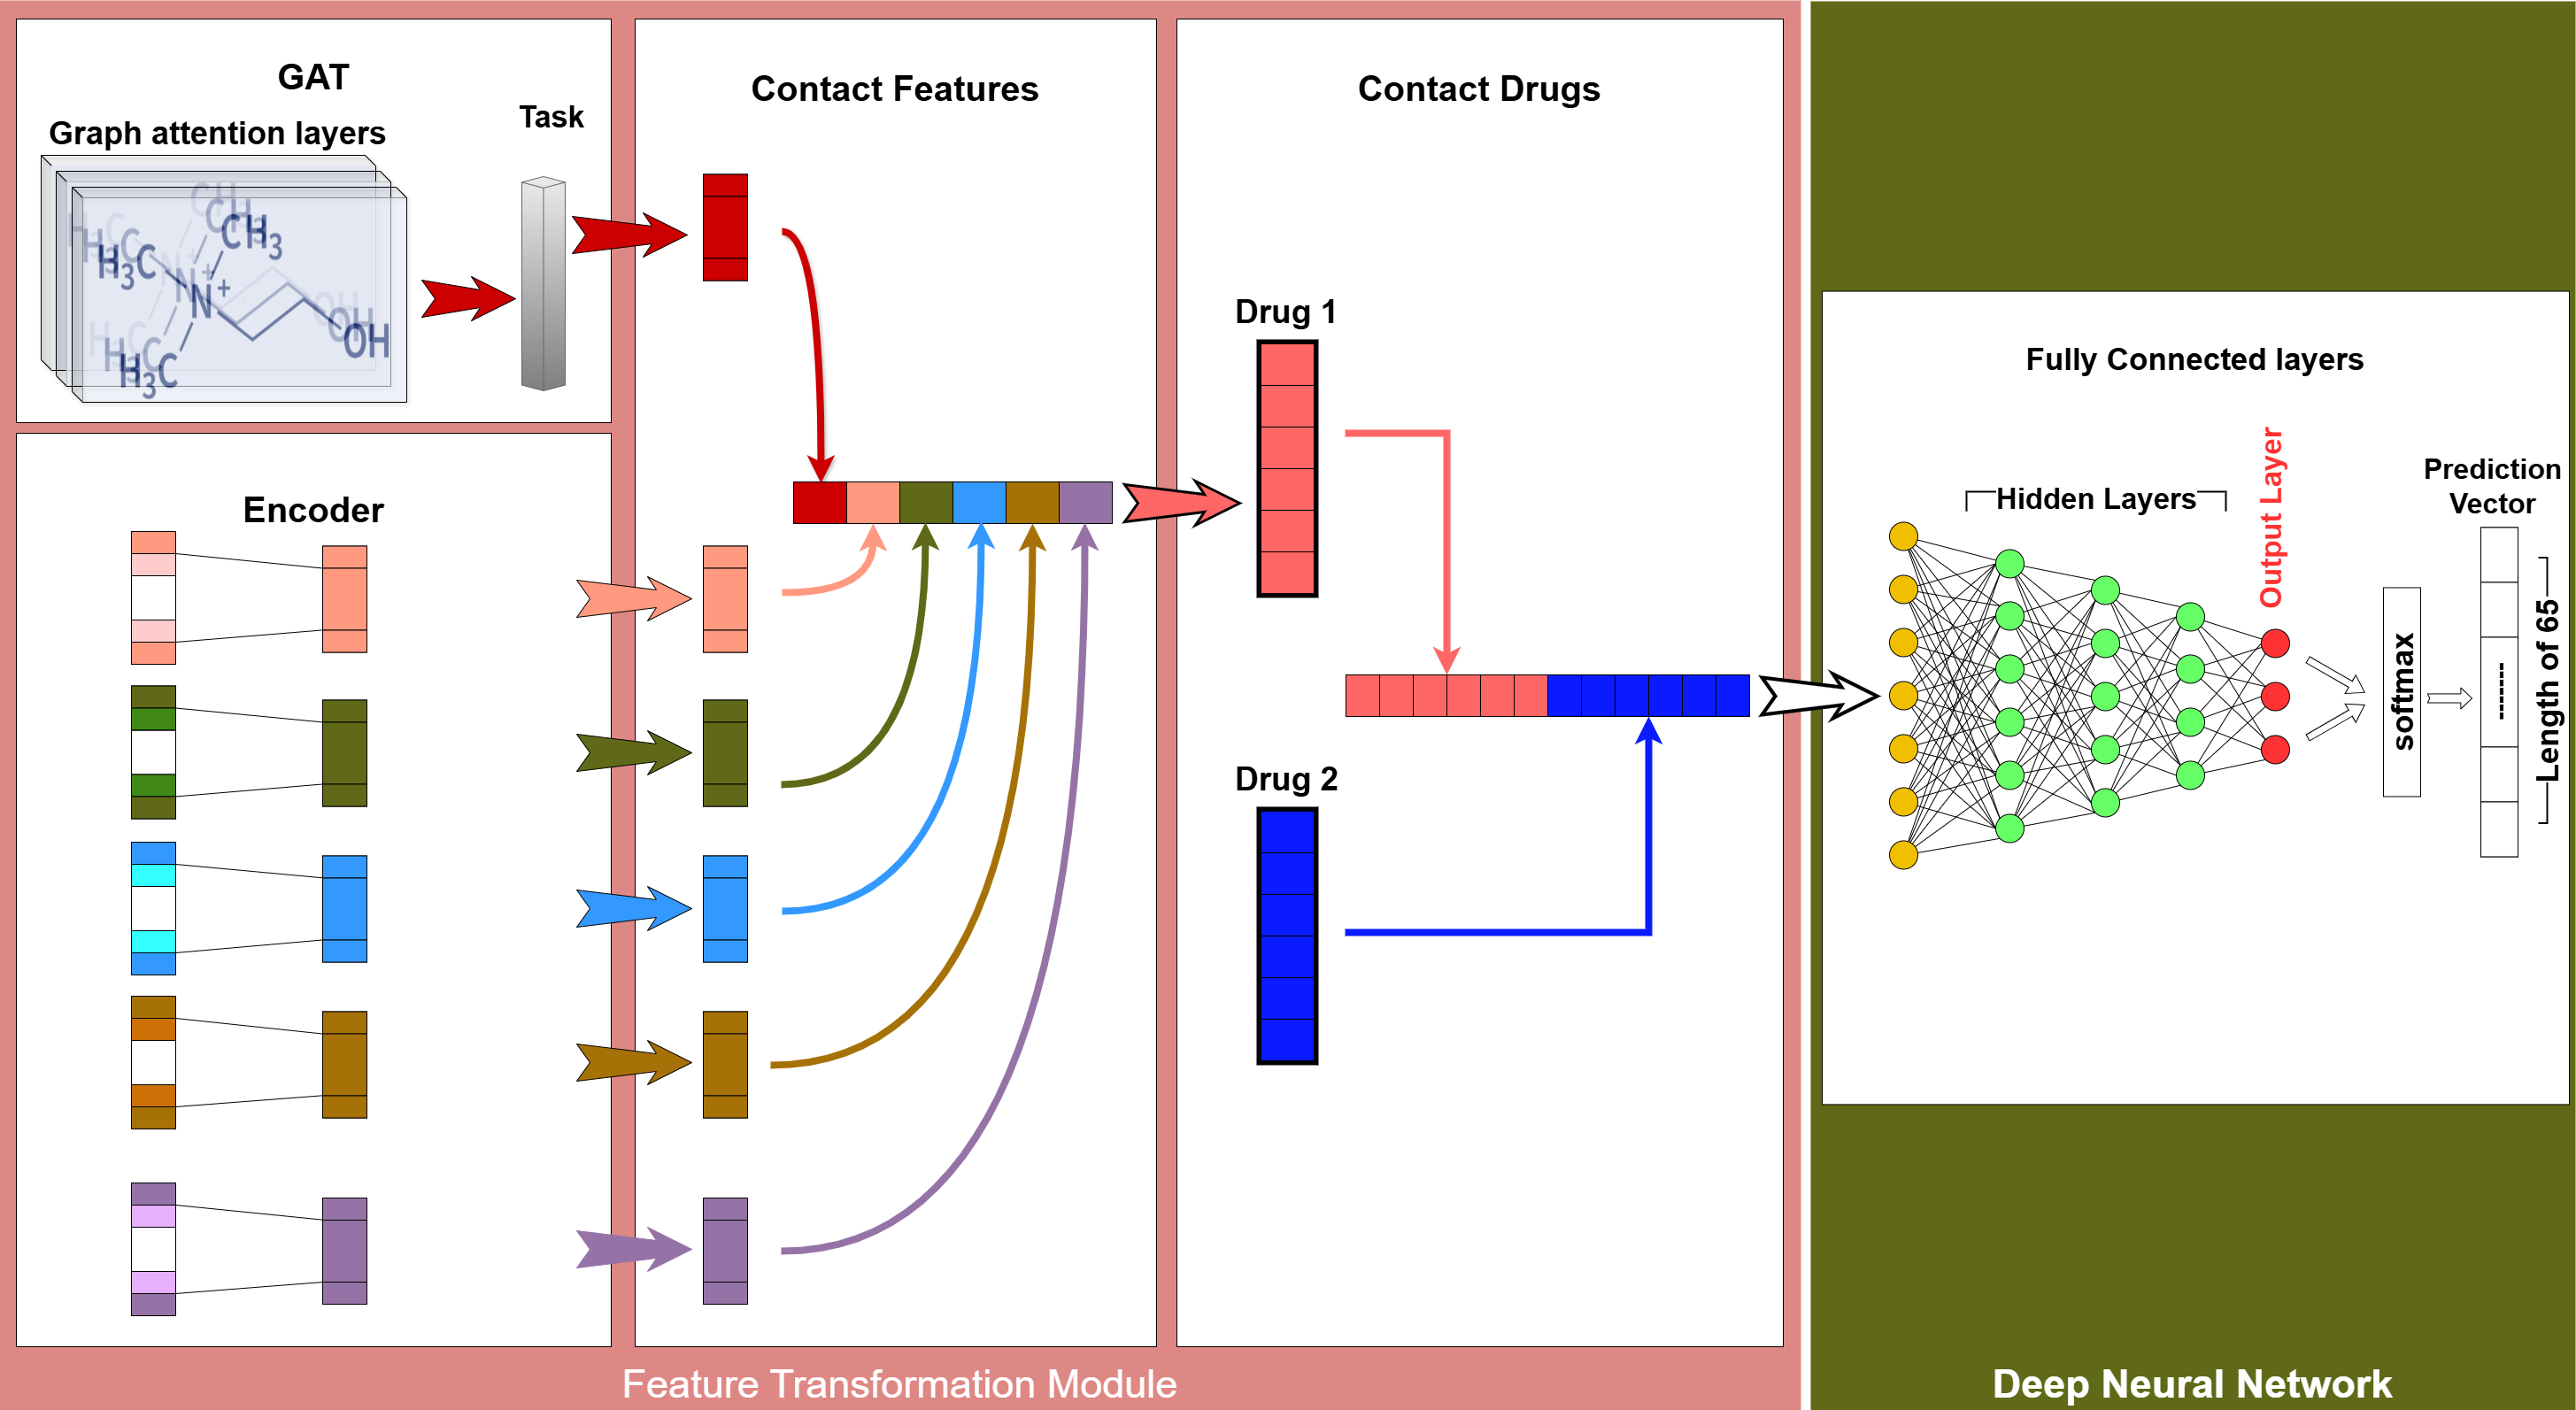 GAT
Graph attention layers
Task
CH3
H3C
N+
OH
H3C
Encoder
Contact Features
Contact Drugs
Drug 1
Drug 2
Feature Transformation Module
Fully Connected layers
Hidden Layers
Output Layer
softmax
Prediction
Vector
Length of 65
Deep Neural Network